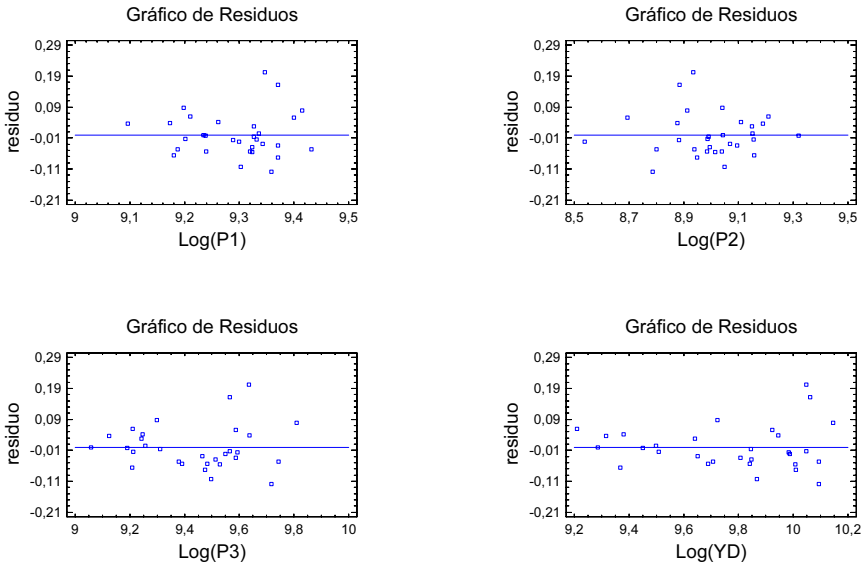 Gráfico de Residuos
residuo
0,29
0,19
0,09
-0,01
-0,11
-0,21
9 9,1 9,2 9,3 9,4 9,5
Log(P1)
Gráfico de Residuos
residuo
0,29
0,19
0,09
-0,01
-0,11
-0,21
8,5 8,7 8,9 9,1 9,3 9,5
Log(P2)
Gráfico de Residuos
residuo
0,29
0,19
0,09
-0,01
-0,11
-0,21
9 9,2 9,4 9,6 9,8 10
Log(P3)
Gráfico de Residuos
residuo
0,29
0,19
0,09
-0,01
-0,11
-0,21
9,2 9,4 9,6 9,8 10 10,2
Log(YD)